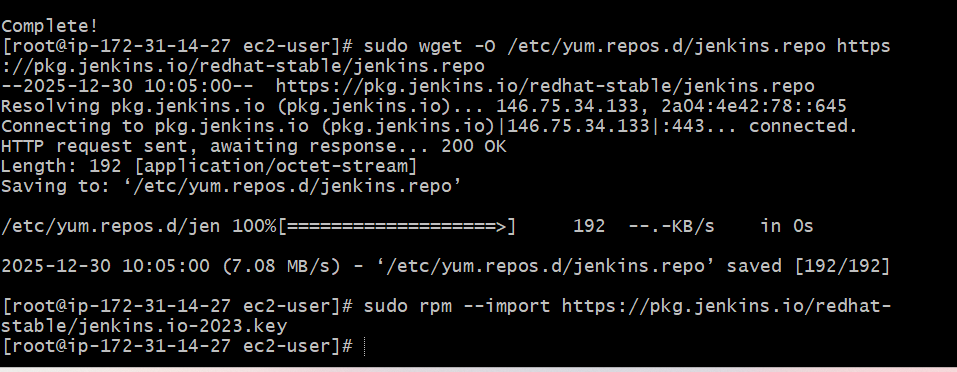 Complete!
[root@ip-172-31-14-27 ec2-user]# sudo wget -O /etc/yum.repos.d/jenkins.repo https
://pkg.jenkins.io/redhat-stable/jenkins.repo
--2025-12-30 10:05:00--  https://pkg.jenkins.io/redhat-stable/jenkins.repo
Resolving pkg.jenkins.io (pkg.jenkins.io)... 146.75.34.133, 2a04:4e42:78::645
Connecting to pkg.jenkins.io (pkg.jenkins.io)|146.75.34.133|:443... connected.
HTTP request sent, awaiting response... 200 OK
Length: 192 [application/octet-stream]
Saving to: ‘/etc/yum.repos.d/jenkins.repo’
/etc/yum.repos.d/jen 100%[===================>]     192  --.-KB/s    in 0s
2025-12-30 10:05:00 (7.08 MB/s) - ‘/etc/yum.repos.d/jenkins.repo’ saved [192/192]
[root@ip-172-31-14-27 ec2-user]# sudo rpm --import https://pkg.jenkins.io/redhat-
stable/jenkins.io-2023.key
[root@ip-172-31-14-27 ec2-user]#